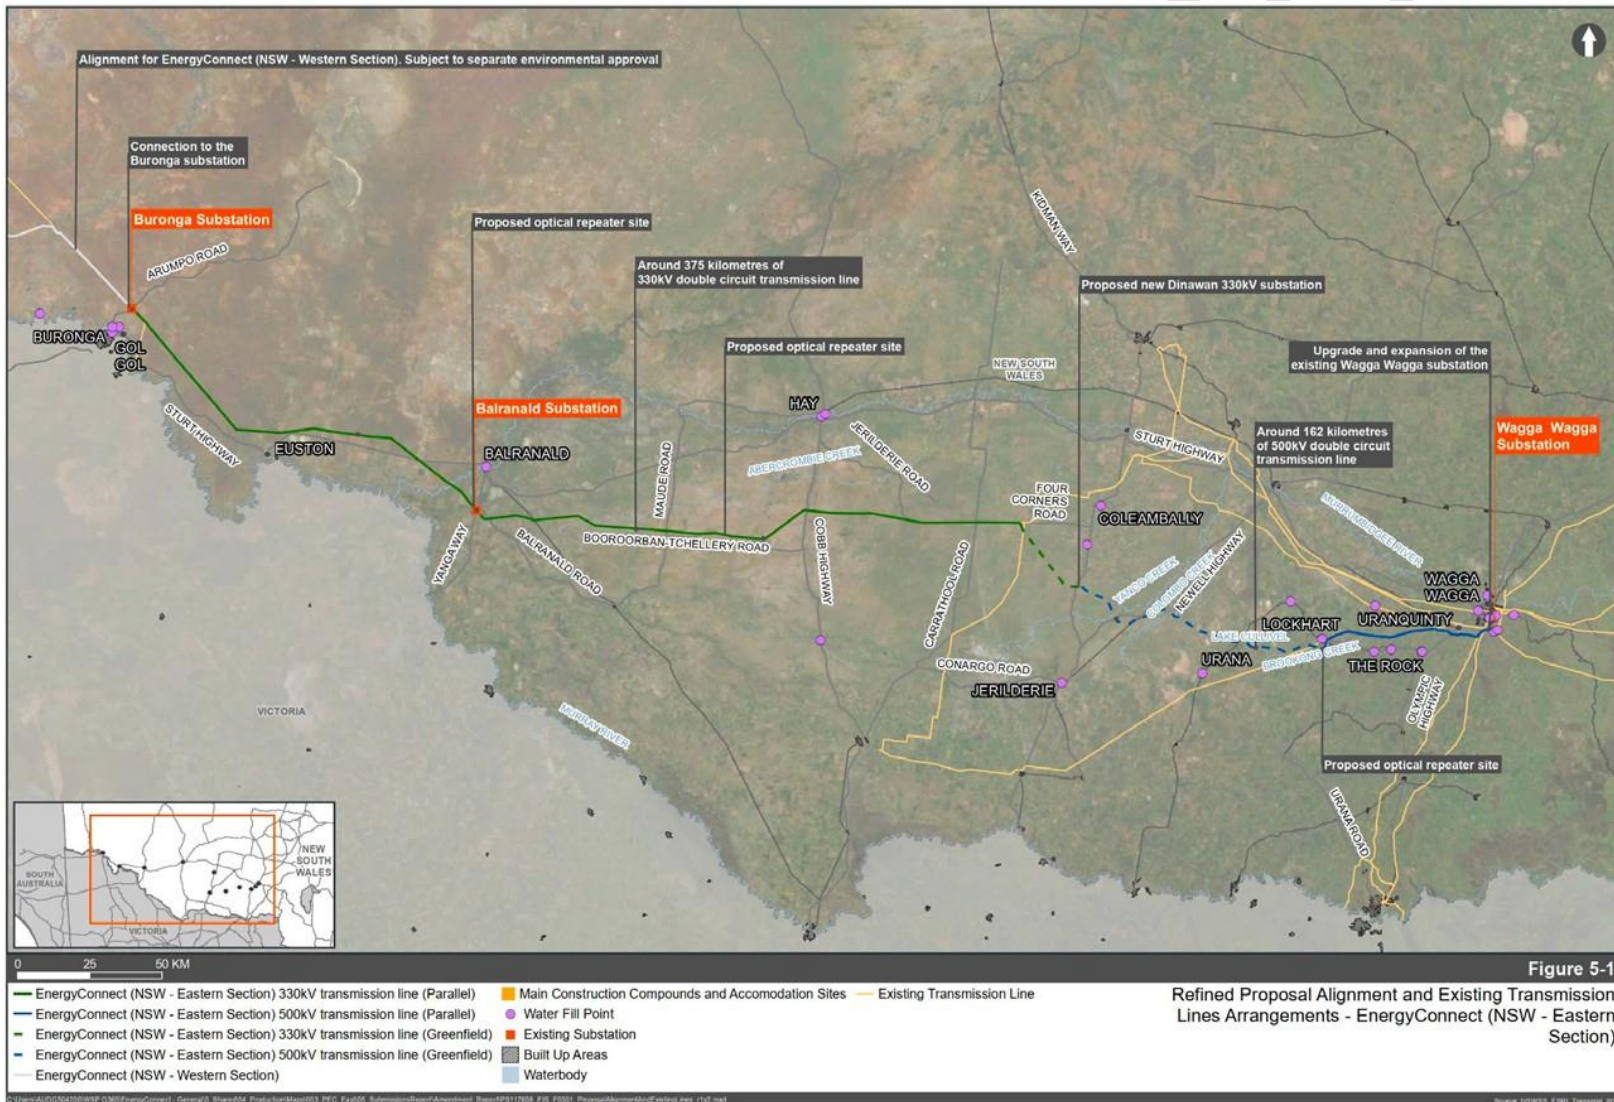 Alignment for EnergyConnect (NSW - Western Section). Subject to separate environmental approval
Connection to the
Buronga substation
Buronga Substation
ARUMPO ROAD
Proposed optical repeater site
Around 375 kilometres of
330kV double circuit transmission line
KIDMAN WAY
Proposed new Dinawan 330kV substation
BURONGA
GOL
GOL
Proposed optical repeater site
NEW SOUTH
WALES
Upgrade and expansion of the
existing Wagga Wagga substation
Balranald Substation
HAY
STURT HIGHWAY
EUSTON
BALRANALD
MAUDE ROAD
ABERCROMBIE CREEK
JERILDERIE ROAD
STURT HIGHWAY
Around 162 kilometres
of 500kV double circuit
transmission line
Wagga Wagga
Substation
FOUR
CORNERS
ROAD
COLEAMBALLY
MURRUMBIDGEE RIVER
YANGA WAY
BALRANALD ROAD
BOOROORBAN-TCHELLERY ROAD
COBB HIGHWAY
CARRATHOOL ROAD
YANCO CREEK
COLOMBO CREEK
NEWELL HIGHWAY
WAGGA
WAGGA
LOCKHART
URANQUINTY
LAKE CULLIVEL
BROOKONG CREEK
THE ROCK
URANA
CONARGO ROAD
JERILDERIE
OLYMPIC
HIGHWAY
VICTORIA
MURRAY RIVER
Proposed optical repeater site
URANA ROAD
SOUTH
AUSTRALIA
NEW
SOUTH
WALES
VICTORIA
0 25 50 KM
Figure 5-1
Refined Proposal Alignment and Existing Transmission
Lines Arrangements - EnergyConnect (NSW - Eastern
Section)
EnergyConnect (NSW - Eastern Section) 330kV transmission line (Parallel)
EnergyConnect (NSW - Eastern Section) 500kV transmission line (Parallel)
EnergyConnect (NSW - Eastern Section) 330kV transmission line (Greenfield)
EnergyConnect (NSW - Eastern Section) 500kV transmission line (Greenfield)
EnergyConnect (NSW - Western Section)
Main Construction Compounds and Accomodation Sites
Water Fill Point
Existing Substation
Built Up Areas
Waterbody
Existing Transmission Line